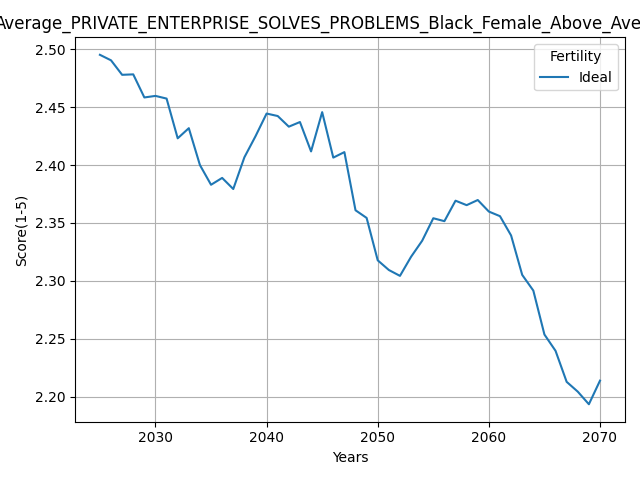 Average_PRIVATE_ENTERPRISE_SOLVES_PROBLEMS_Black_Female_Above_Ave
2.50
2.45
2.40
2.35
2.30
2.25
2.20
Score(1-5)
Fertility
Ideal
2030 2040 2050 2060 2070
Years